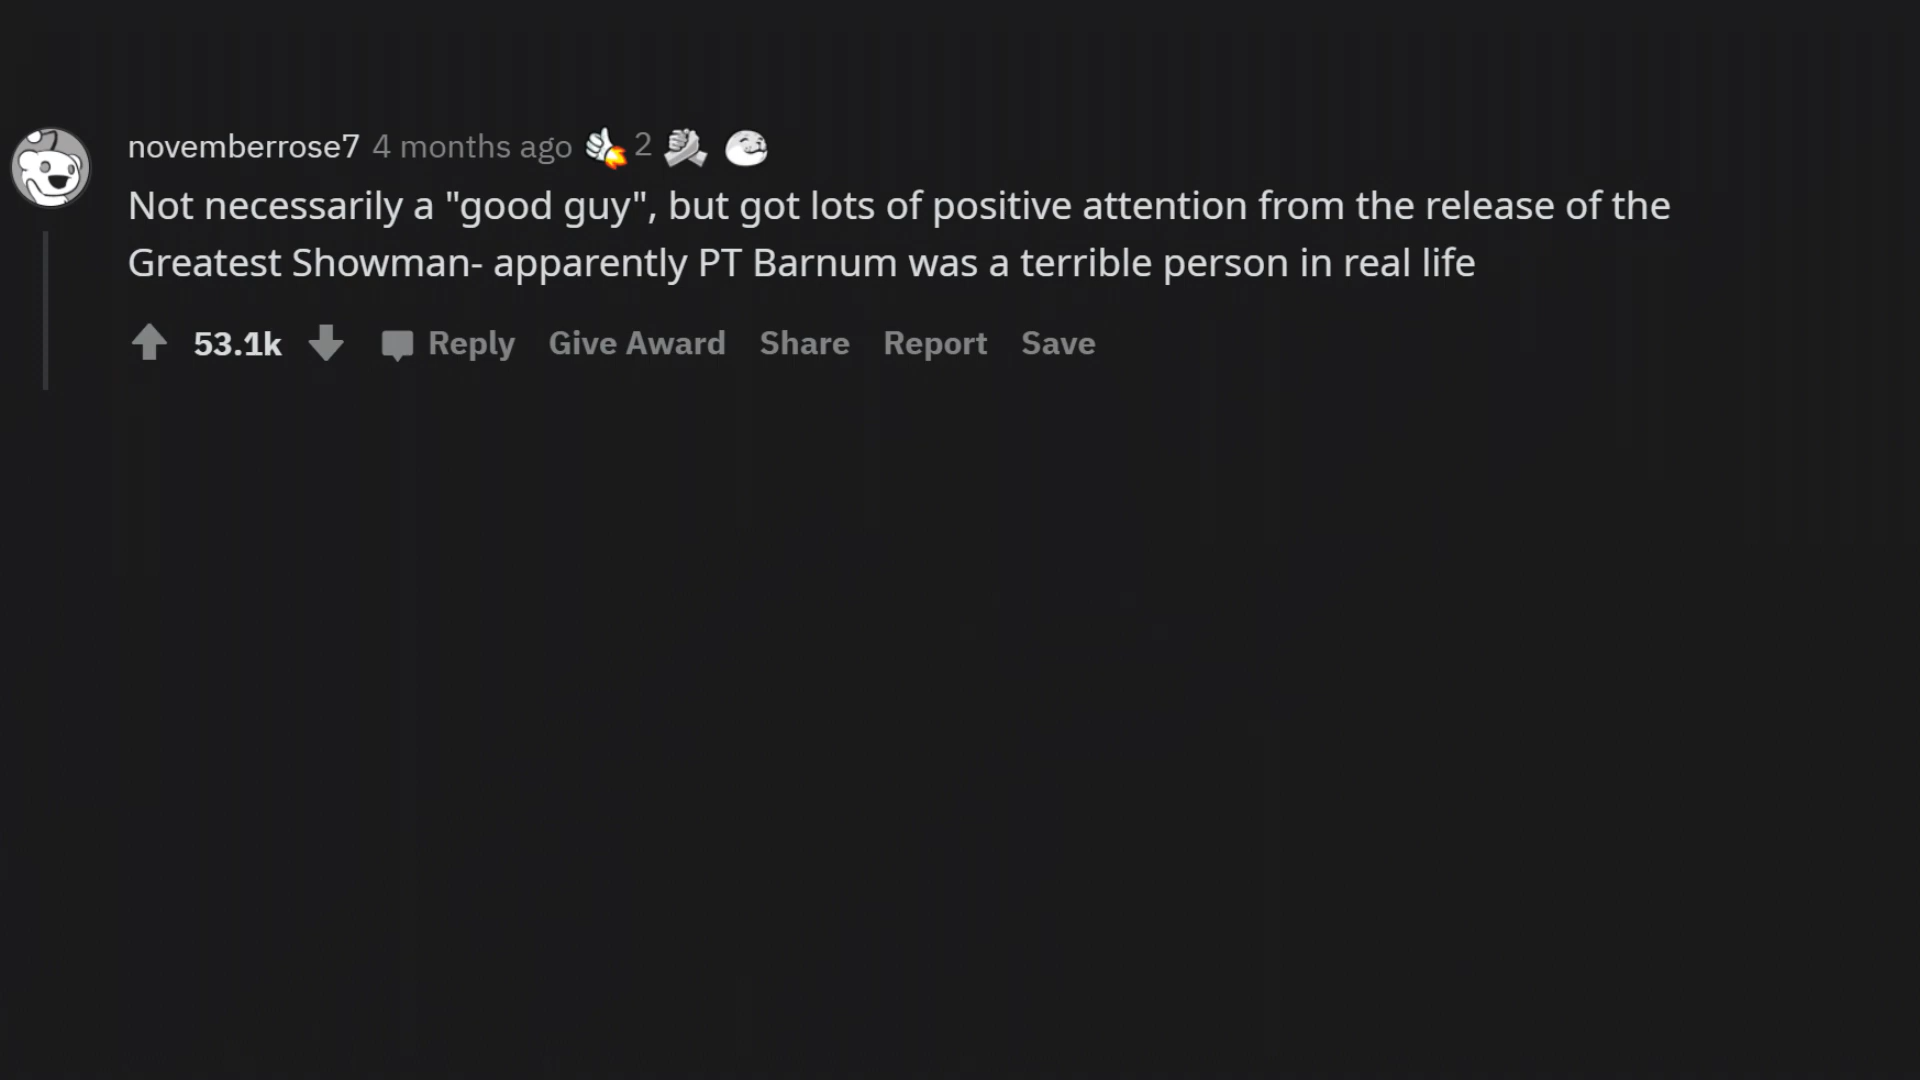 novemberrose7 4 months ago 2
Not necessarily a "good guy", but got lots of positive attention from the release of the
Greatest Showman- apparently PT Barnum was a terrible person in real life
53.1k Reply Give Award Share Report Save